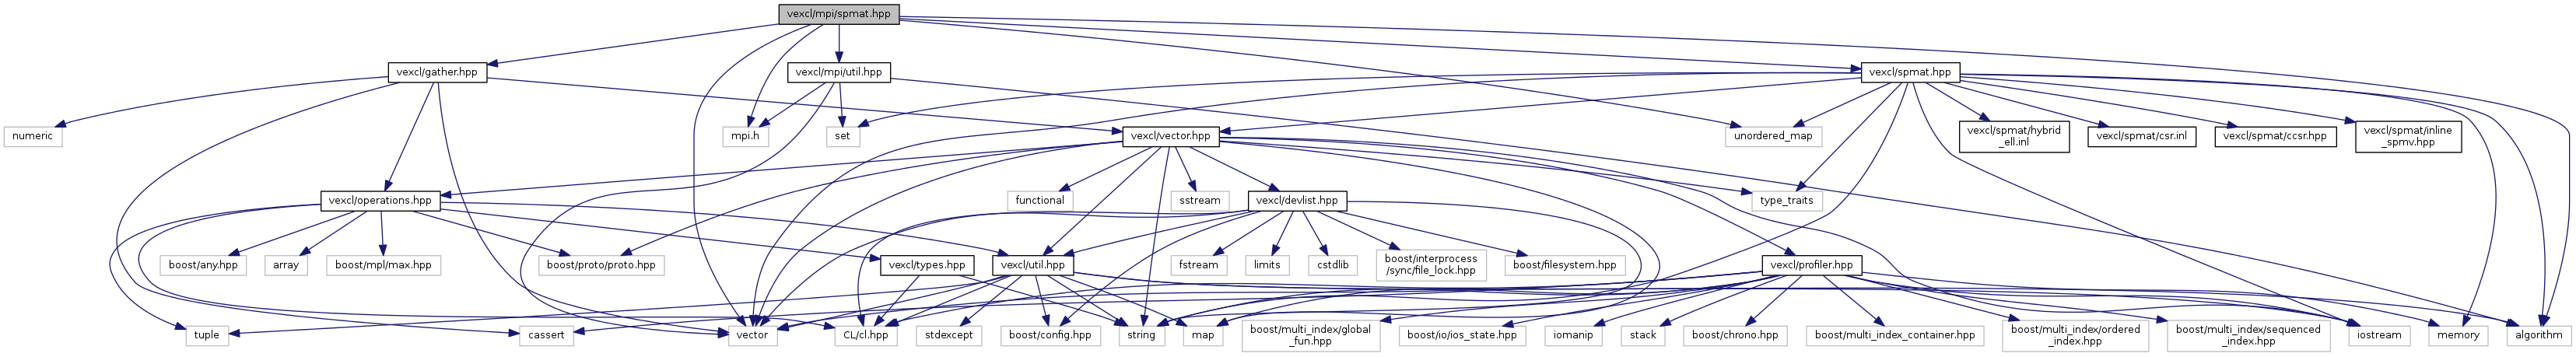 vexcl/mpi/spmat.hpp
vexcl/gather.hpp
vexcl/mpi/util.hpp
vexcl/spmat.hpp
numeric
mpi.h
set
vexcl/vector.hpp
unordered_map
vexcl/spmat/hybrid
_ell.inl
vexcl/spmat/csr.inl
vexcl/spmat/ccsr.hpp
vexcl/spmat/inline
_spmv.hpp
vexcl/operations.hpp
functional
sstream
vexcl/devlist.hpp
type_traits
boost/any.hpp
array
boost/mpl/max.hpp
boost/proto/proto.hpp
vexcl/types.hpp
vexcl/util.hpp
fstream
limits
cstdlib
boost/interprocess
/sync/file_lock.hpp
boost/filesystem.hpp
vexcl/profiler.hpp
tuple
cassert
vector
CL/cl.hpp
stdexcept
boost/config.hpp
string
map
boost/multi_index/global
_fun.hpp
boost/io/ios_state.hpp
iomanip
stack
boost/chrono.hpp
boost/multi_index_container.hpp
boost/multi_index/ordered
_index.hpp
boost/multi_index/sequenced
_index.hpp
iostream
memory
algorithm